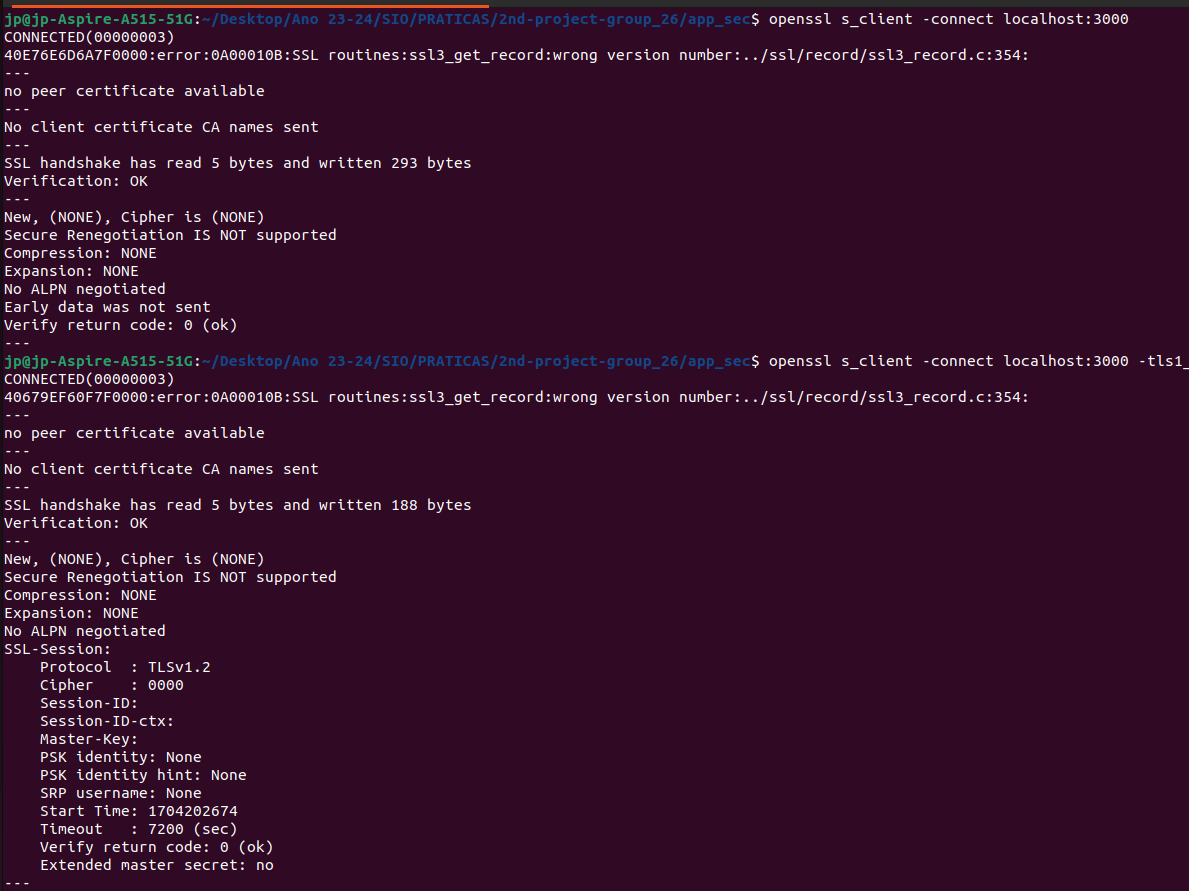 jp@jp-Aspire-A515-51G:~/Desktop/Ano 23-24/SIO/PRATICAS/2nd-project-group_26/app_sec$ openssl s_client -connect localhost:3000
CONNECTED(00000003)
40E76E6D6A7F0000:error:0A00010B:SSL routines:ssl3_get_record:wrong version number:../ssl/record/ssl3_record.c:354:
---
no peer certificate available
---
No client certificate CA names sent
---
SSL handshake has read 5 bytes and written 293 bytes
Verification: OK
---
New, (NONE), Cipher is (NONE)
Secure Renegotiation IS NOT supported
Compression: NONE
Expansion: NONE
No ALPN negotiated
Early data was not sent
Verify return code: 0 (ok)
---
jp@jp-Aspire-A515-51G:~/Desktop/Ano 23-24/SIO/PRATICAS/2nd-project-group_26/app_sec$ openssl s_client -connect localhost:3000 -tls1_
CONNECTED(00000003)
40679EF60F7F0000:error:0A00010B:SSL routines:ssl3_get_record:wrong version number:../ssl/record/ssl3_record.c:354:
---
no peer certificate available
---
No client certificate CA names sent
---
SSL handshake has read 5 bytes and written 188 bytes
Verification: OK
---
New, (NONE), Cipher is (NONE)
Secure Renegotiation IS NOT supported
Compression: NONE
Expansion: NONE
No ALPN negotiated
SSL-Session:
    Protocol  : TLSv1.2
    Cipher    : 0000
    Session-ID:
    Session-ID-ctx:
    Master-Key:
    PSK identity: None
    PSK identity hint: None
    SRP username: None
    Start Time: 1704202674
    Timeout   : 7200 (sec)
    Verify return code: 0 (ok)
    Extended master secret: no
---